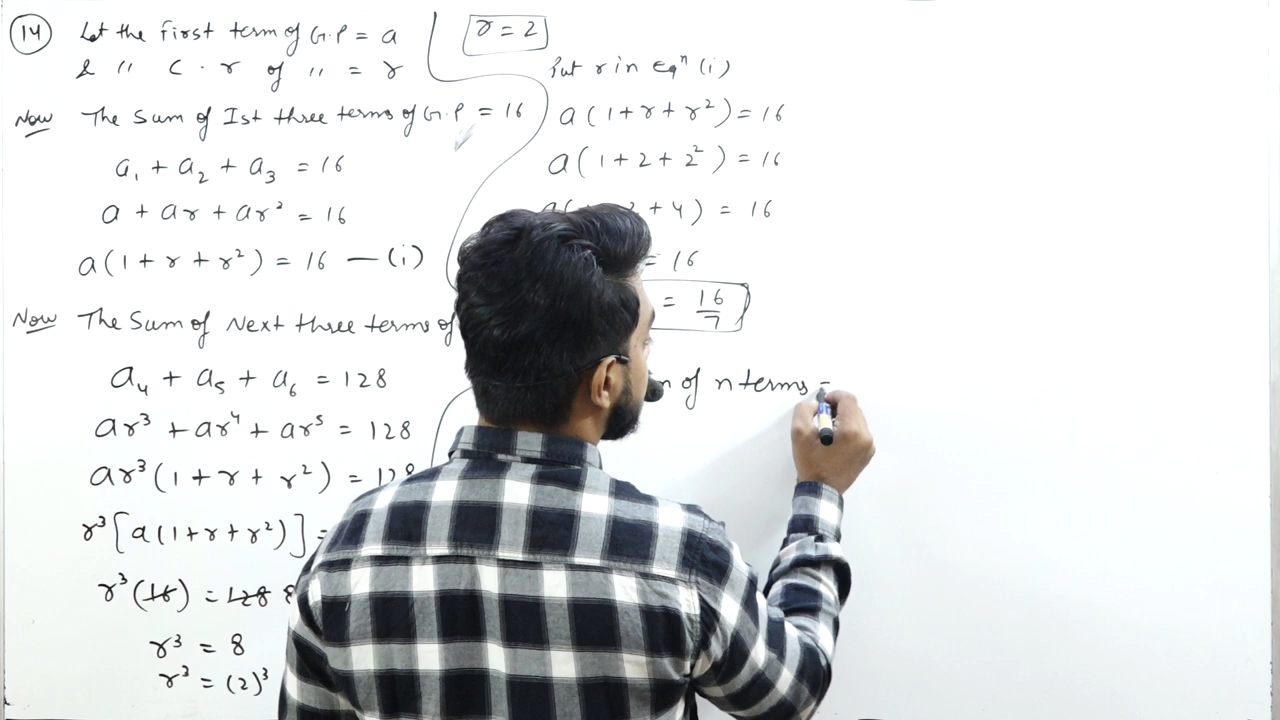 14 Let the first term of G.P = a
& " C . r of " = r
Now The Sum of Ist three terms of G.P = 16
a₁ + a₂ + a₃ = 16
a + ar + ar² = 16
a(1 + r + r²) = 16 — (i)
Now The Sum of Next three terms of
a₄ + a₅ + a₆ = 128
ar³ + ar⁴ + ar⁵ = 128
ar³(1 + r + r²) = 128
r³[a(1+r+r²)] =
r³(16) = 128 8
r³ = 8
r³ = (2)³
r = 2
Put r in Eqⁿ (i)
a(1 + r + r²) = 16
a(1 + 2 + 2²) = 16
+ 4) = 16
= 16
= 16/7
of n terms =